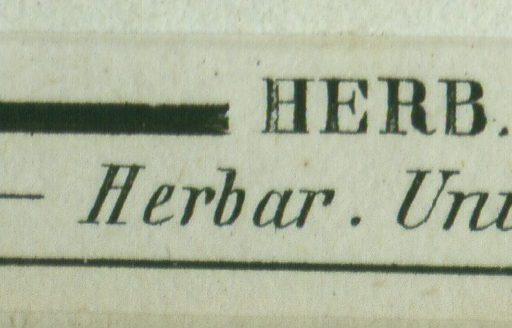 HERB.
— Herbar. Uni